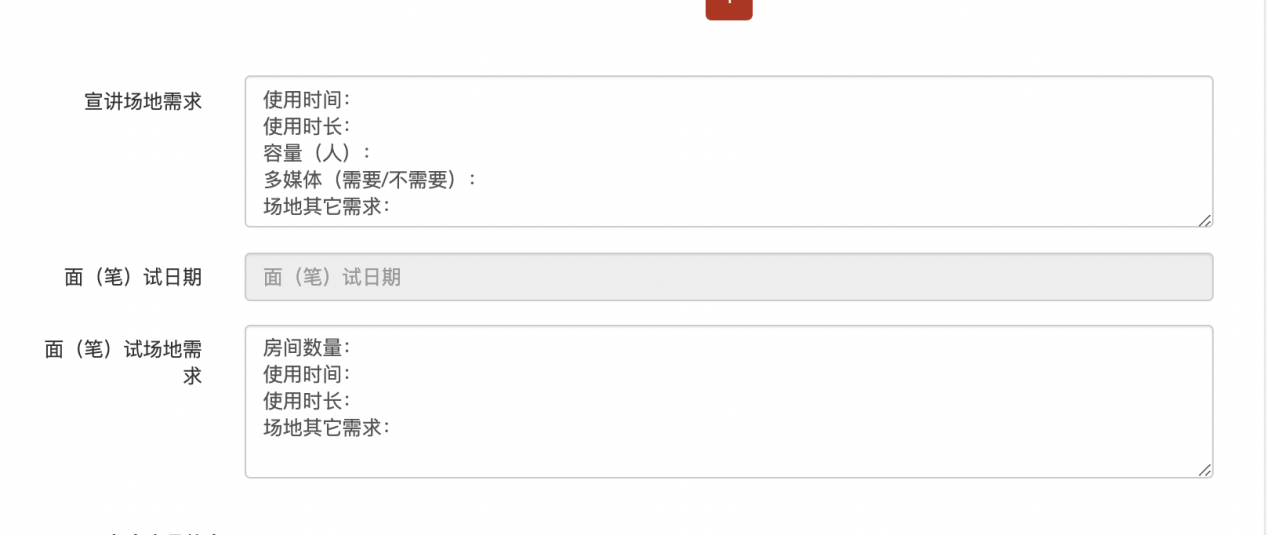 宣讲场地需求
使用时间：
使用时长：
容量（人）：
多媒体（需要/不需要）：
场地其它需求：
面（笔）试日期
面（笔）试日期
面（笔）试场地需
求
房间数量：
使用时间：
使用时长：
场地其它需求：